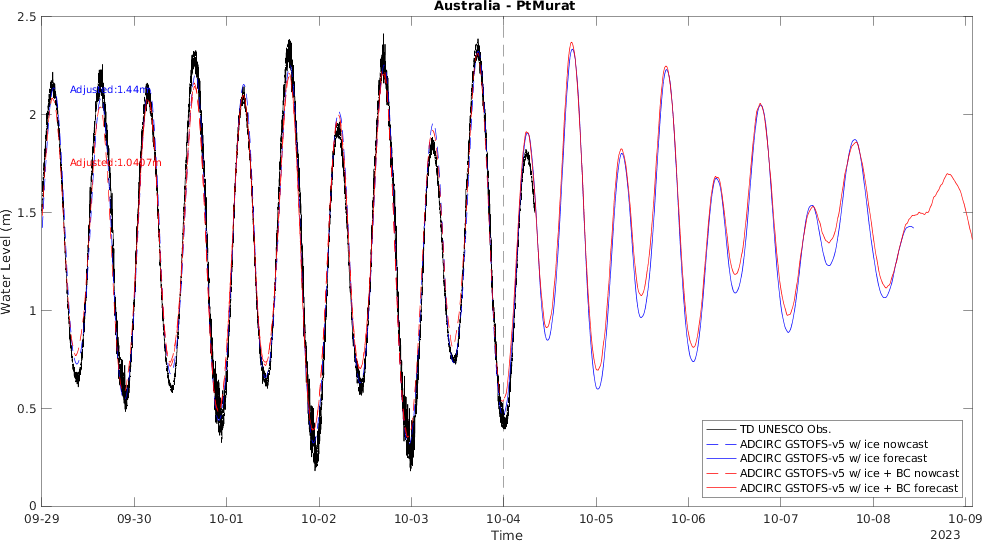 Australia - PtMurat
2.5
2
1.5
1
0.5
0
Water Level (m)
Adjusted:1.44m
Adjusted:1.0407m
TD UNESCO Obs.
ADCIRC GSTOFS-v5 w/ ice nowcast
ADCIRC GSTOFS-v5 w/ ice forecast
ADCIRC GSTOFS-v5 w/ ice + BC nowcast
ADCIRC GSTOFS-v5 w/ ice + BC forecast
09-29 09-30 10-01 10-02 10-03 10-04 10-05 10-06 10-07 10-08 10-09
Time
2023